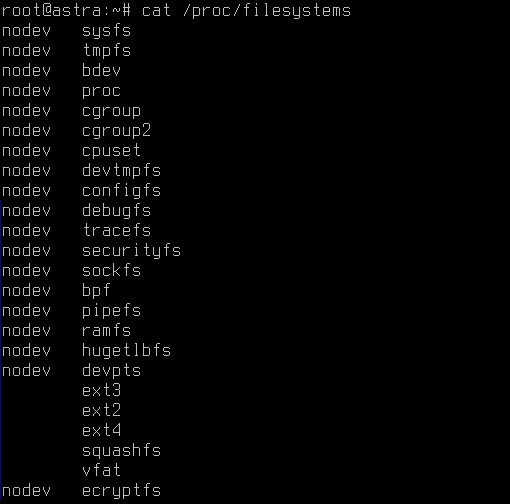 root@astra:~# cat /proc/filesystems
nodev   sysfs
nodev   tmpfs
nodev   bdev
nodev   proc
nodev   cgroup
nodev   cgroup2
nodev   cpuset
nodev   devtmpfs
nodev   configfs
nodev   debugfs
nodev   tracefs
nodev   securityfs
nodev   sockfs
nodev   bpf
nodev   pipefs
nodev   ramfs
nodev   hugetlbfs
nodev   devpts
        ext3
        ext2
        ext4
        squashfs
        vfat
nodev   ecryptfs